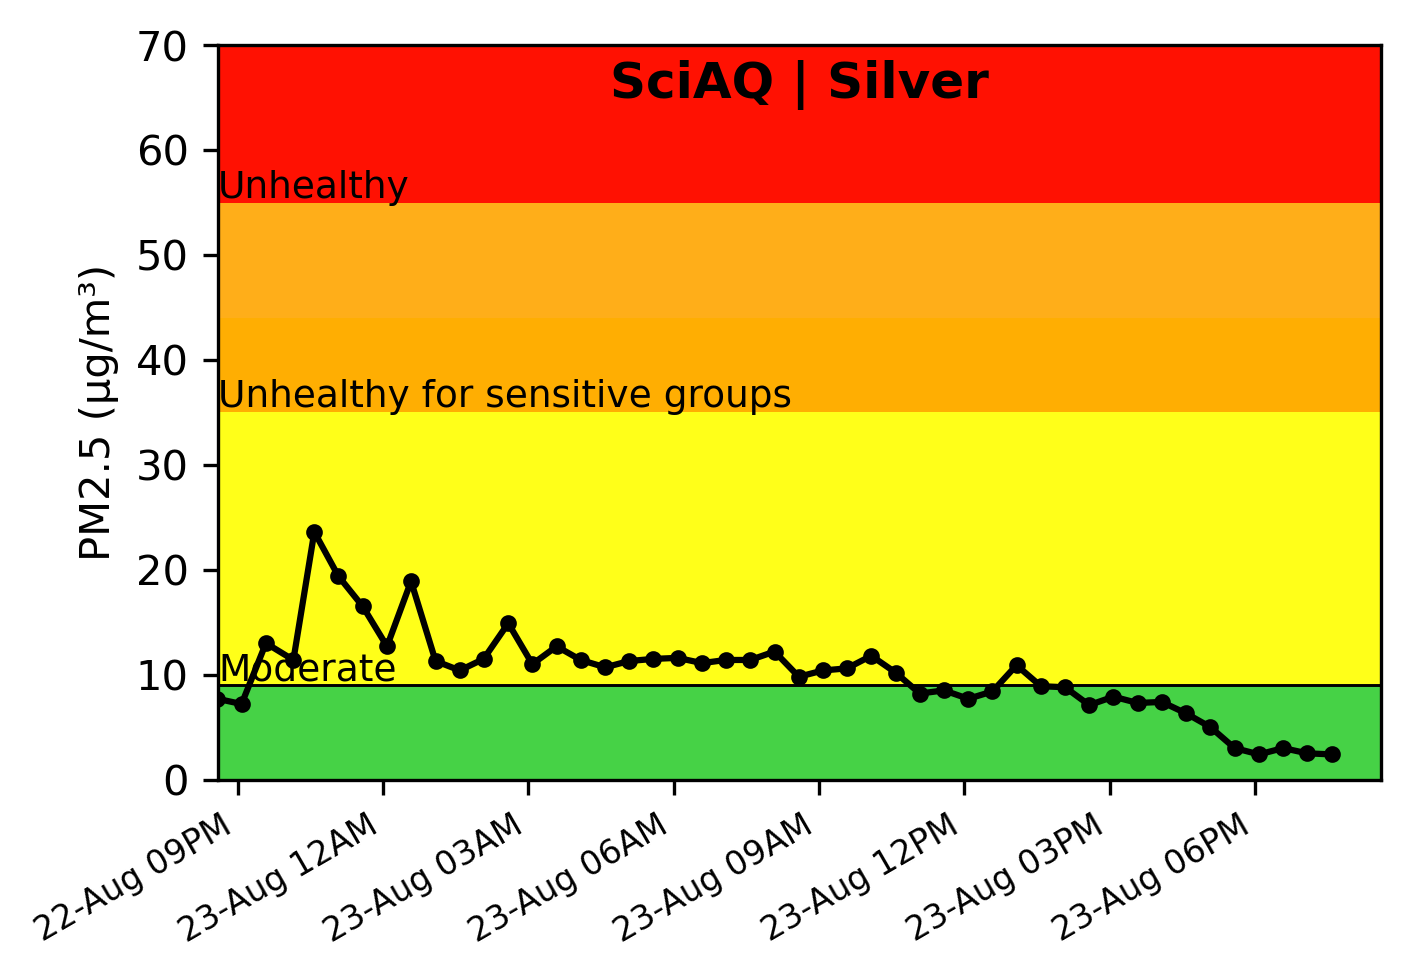 SciAQ | Silver
PM2.5 (µg/m³)
70
60
50
40
30
20
10
0
Unhealthy
Unhealthy for sensitive groups
Moderate
22-Aug 09PM
23-Aug 12AM
23-Aug 03AM
23-Aug 06AM
23-Aug 09AM
23-Aug 12PM
23-Aug 03PM
23-Aug 06PM